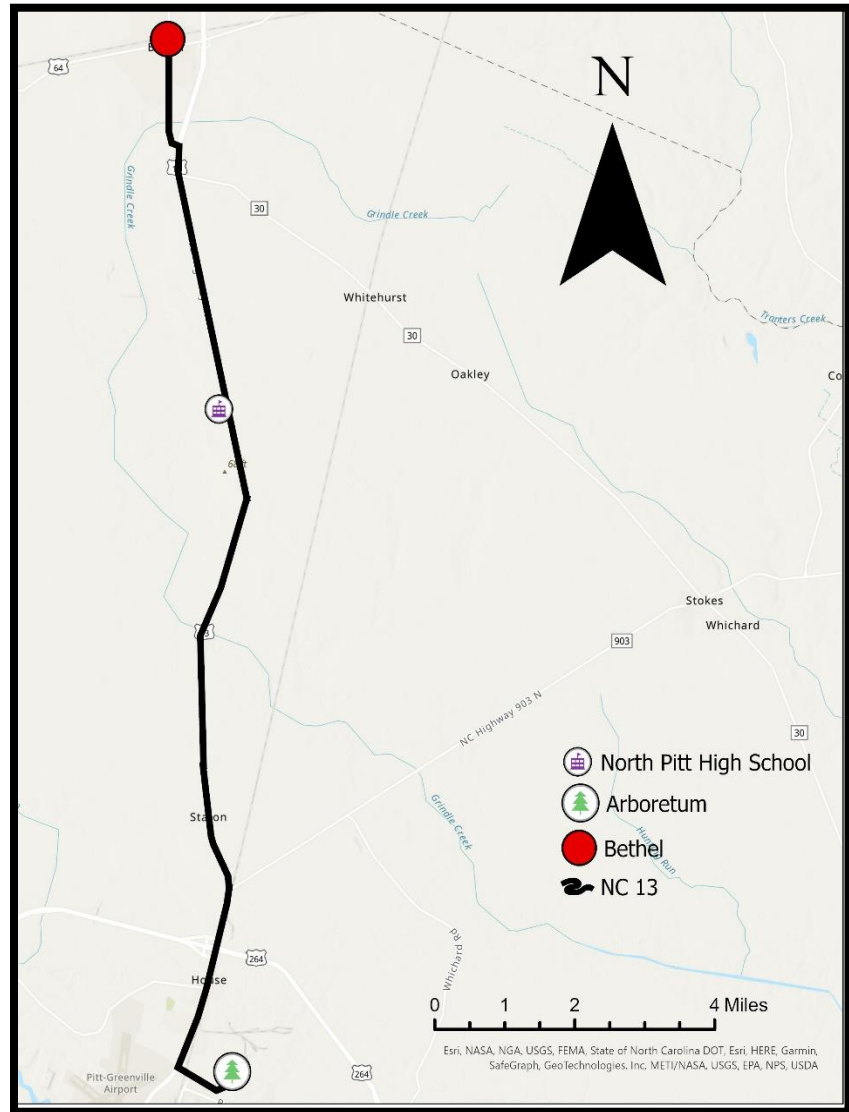 64
N
Grindle Creek
30
Grindle Creek
Whitehurst
Tranters Creek
30
Oakley
Co
Stokes
Whichard
903
NC Highway 903 N
30
North Pitt High School
Arboretum
Bethel
NC 13
Grindle Creek
Whichard Rd
264
House
0 1 2 4 Miles
Esri, NASA, NGA, USGS, FEMA, State of North Carolina DOT, Esri, HERE, Garmin,
SafeGraph, GeoTechnologies, Inc, METI/NASA, USGS, EPA, NPS, USDA
264
Pitt-Greenville
Airport